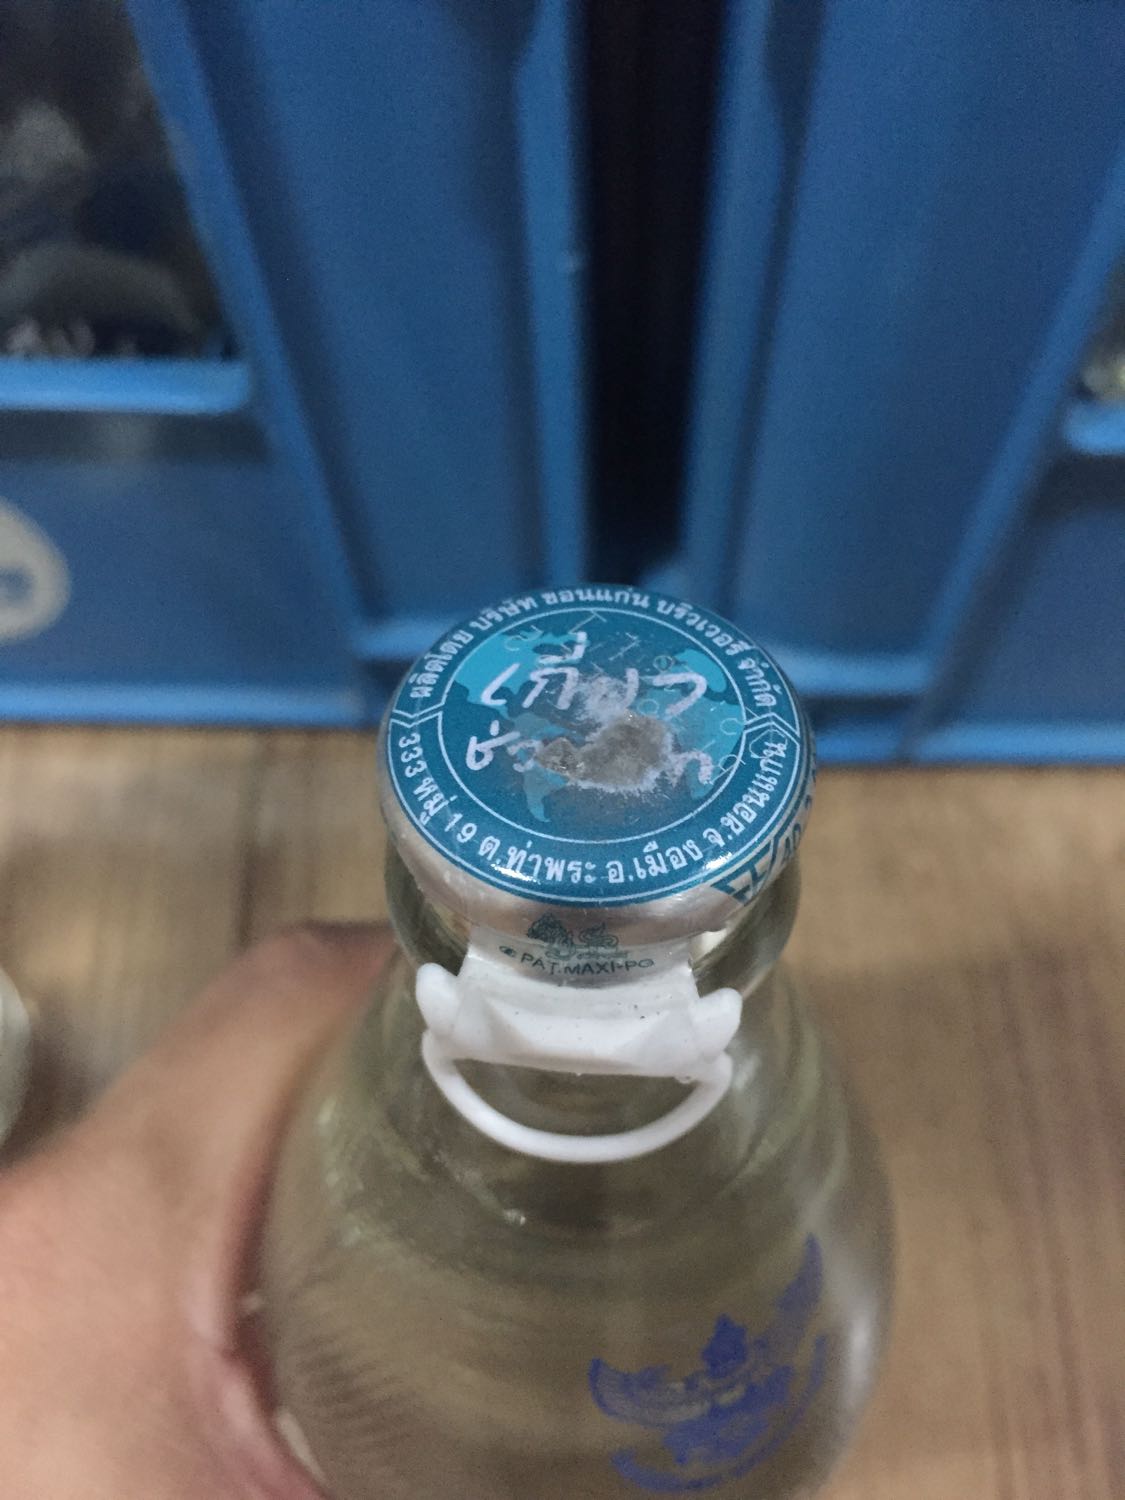 ผลิตโดย บริษัท ขอนแก่น บริวเวอรี่ จำกัด
เกี่ยว
333 หมู่ 19 ต.ท่าพระ อ.เมือง จ.ขอนแก่น
PAT.MAXI-PG